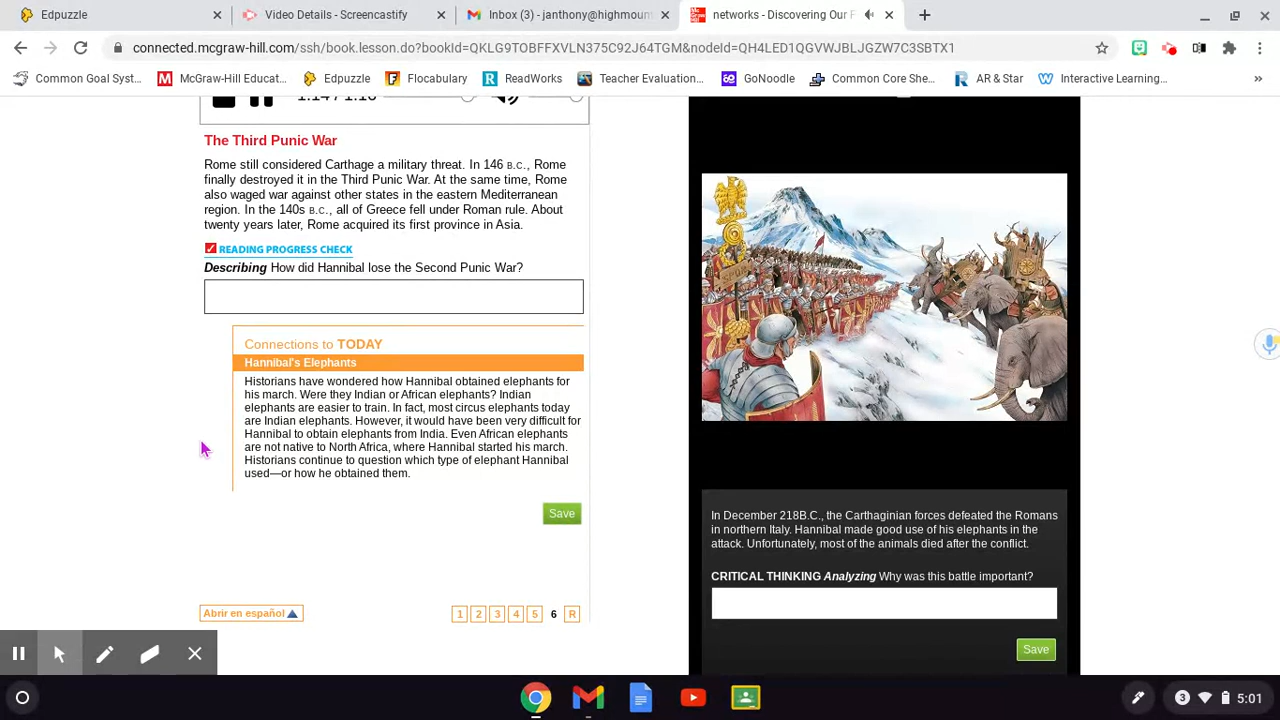 Edpuzzle
Video Details - Screencastify
Inbox (3) - janthony@highmoun
networks - Discovering Our F
connected.mcgraw-hill.com/ssh/book.lesson.do?bookId=QKLG9TOBFFXVLN375C92J64TGM&nodeId=QH4LED1QGVWJBLJGZW7C3SBTX1
Common Goal Syst...
McGraw-Hill Educat...
Edpuzzle
Flocabulary
ReadWorks
Teacher Evaluation...
GoNoodle
Common Core She...
AR & Star
Interactive Learning...
1:14 / 1:16
The Third Punic War
Rome still considered Carthage a military threat. In 146 B.C., Rome
finally destroyed it in the Third Punic War. At the same time, Rome
also waged war against other states in the eastern Mediterranean
region. In the 140s B.C., all of Greece fell under Roman rule. About
twenty years later, Rome acquired its first province in Asia.
READING PROGRESS CHECK
Describing How did Hannibal lose the Second Punic War?
Connections to TODAY
Hannibal's Elephants
Historians have wondered how Hannibal obtained elephants for
his march. Were they Indian or African elephants? Indian
elephants are easier to train. In fact, most circus elephants today
are Indian elephants. However, it would have been very difficult for
Hannibal to obtain elephants from India. Even African elephants
are not native to North Africa, where Hannibal started his march.
Historians continue to question which type of elephant Hannibal
used—or how he obtained them.
Save
Abrir en español
1 2 3 4 5 6 R
In December 218B.C., the Carthaginian forces defeated the Romans
in northern Italy. Hannibal made good use of his elephants in the
attack. Unfortunately, most of the animals died after the conflict.
CRITICAL THINKING Analyzing Why was this battle important?
Save
3
5:01